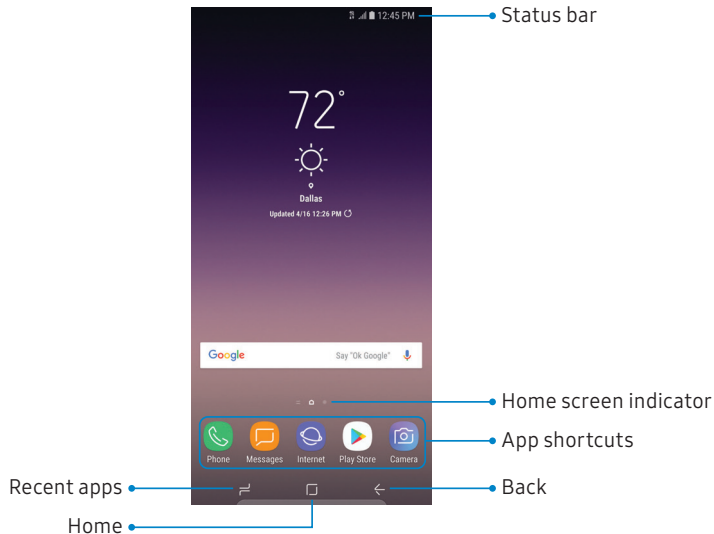 12:45 PM
Status bar
72°
Dallas
Updated 4/16 12:26 PM
Google
Say "Ok Google"
Home screen indicator
App shortcuts
Phone
Messages
Internet
Play Store
Camera
Recent apps
Back
Home